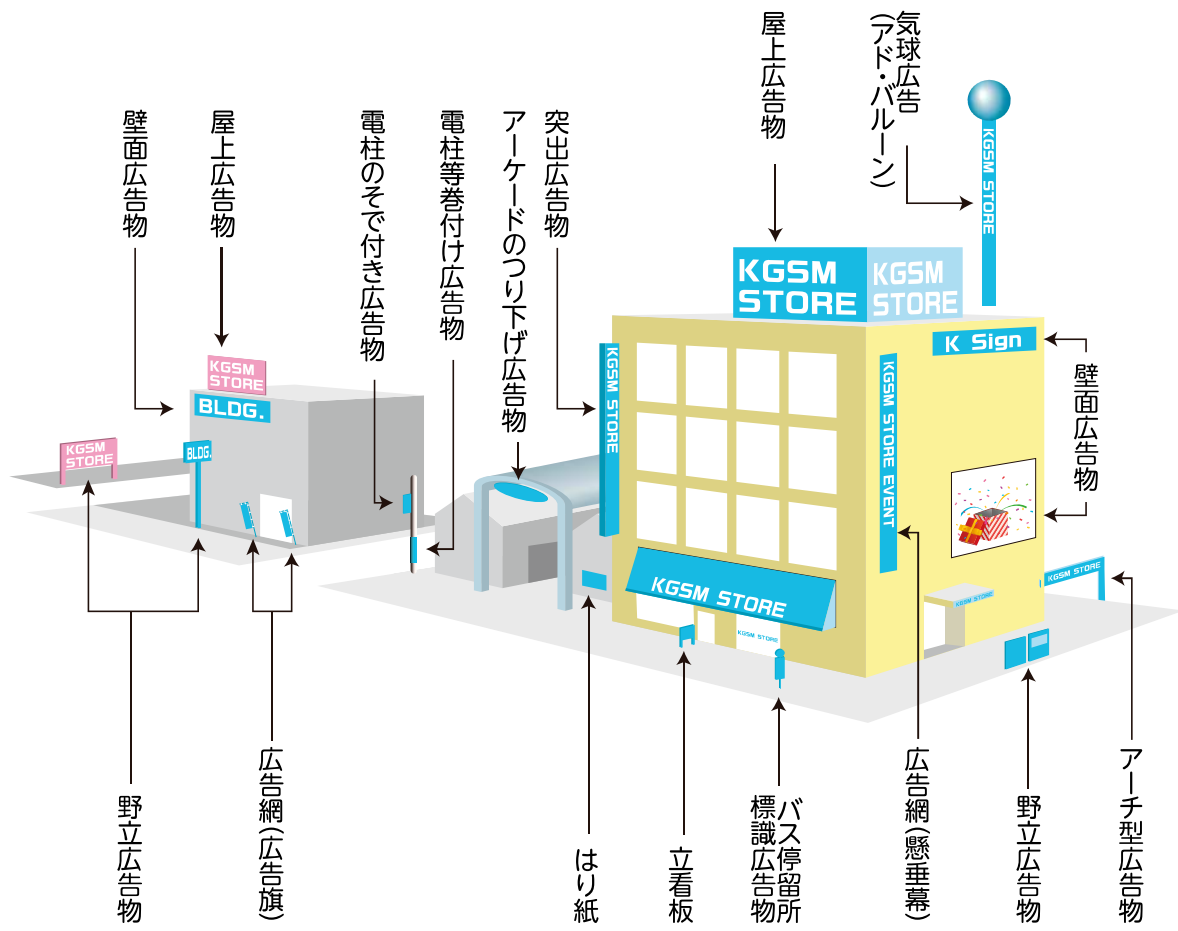 壁面広告物
屋上広告物
電柱のそで付き広告物
電柱等巻付け広告物
アーケードのつり下げ広告物
突出広告物
屋上広告物
気球広告
(アド・バルーン)
KGSM STORE
KGSM
STORE
KGSM
STORE
K Sign
壁面広告物
KGSM STORE
KGSM STORE EVENT
KGSM
STORE
BLDG.
BLDG.
KGSM
STORE
KGSM STORE
KGSM STORE
KGSM STORE
KGSM STORE
野立広告物
広告網(広告旗)
はり紙
立看板
バス停留所
標識広告物
広告網(懸垂幕)
野立広告物
アーチ型広告物